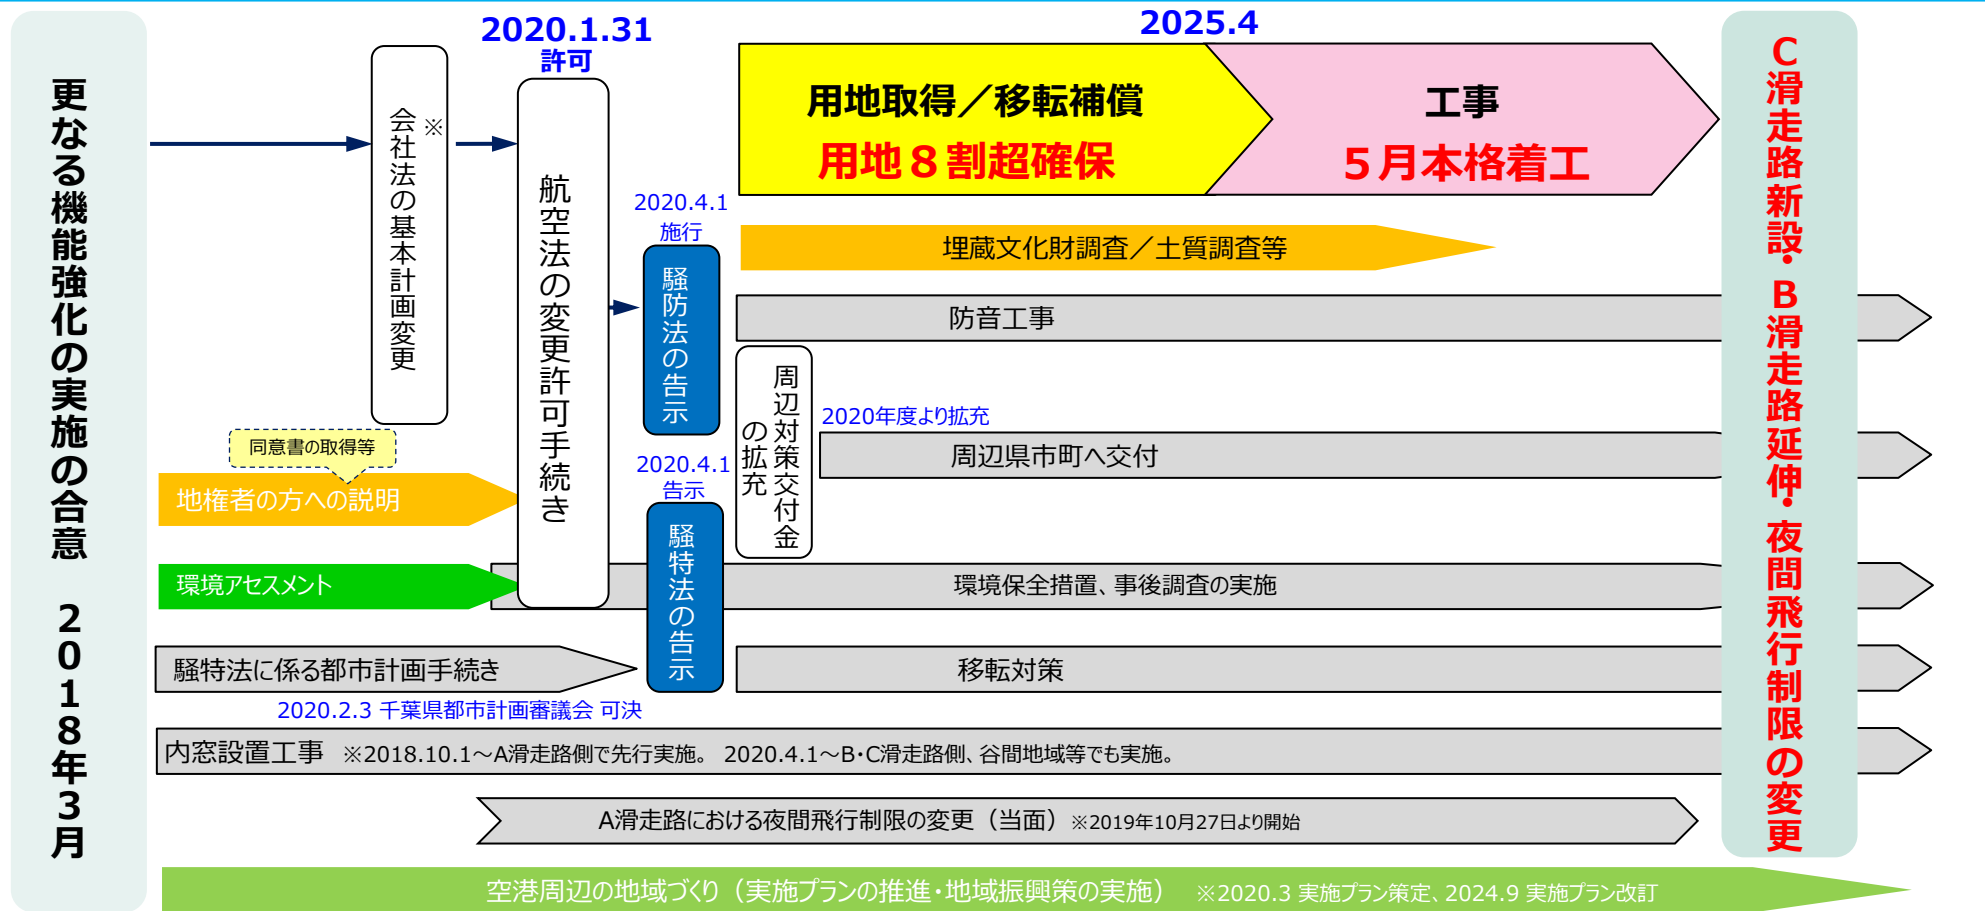 更なる機能強化の実施の合意　2018年3月
会社法の基本計画変更
※
2020.1.31
許可
航空法の変更許可手続き
2020.4.1
施行
騒防法の告示
2020.4.1
告示
騒特法の告示
2025.4
用地取得／移転補償
用地８割超確保
工事
５月本格着工
埋蔵文化財調査／土質調査等
防音工事
周辺対策交付金
の拡充
2020年度より拡充
周辺県市町へ交付
同意書の取得等
地権者の方への説明
環境アセスメント
環境保全措置、事後調査の実施
騒特法に係る都市計画手続き
移転対策
2020.2.3 千葉県都市計画審議会 可決
内窓設置工事　※2018.10.1～A滑走路側で先行実施。 2020.4.1～B・C滑走路側、谷間地域等でも実施。
A滑走路における夜間飛行制限の変更（当面）※2019年10月27日より開始
空港周辺の地域づくり（実施プランの推進・地域振興策の実施）　※2020.3 実施プラン策定、2024.9 実施プラン改訂
C滑走路新設・B滑走路延伸・夜間飛行制限の変更